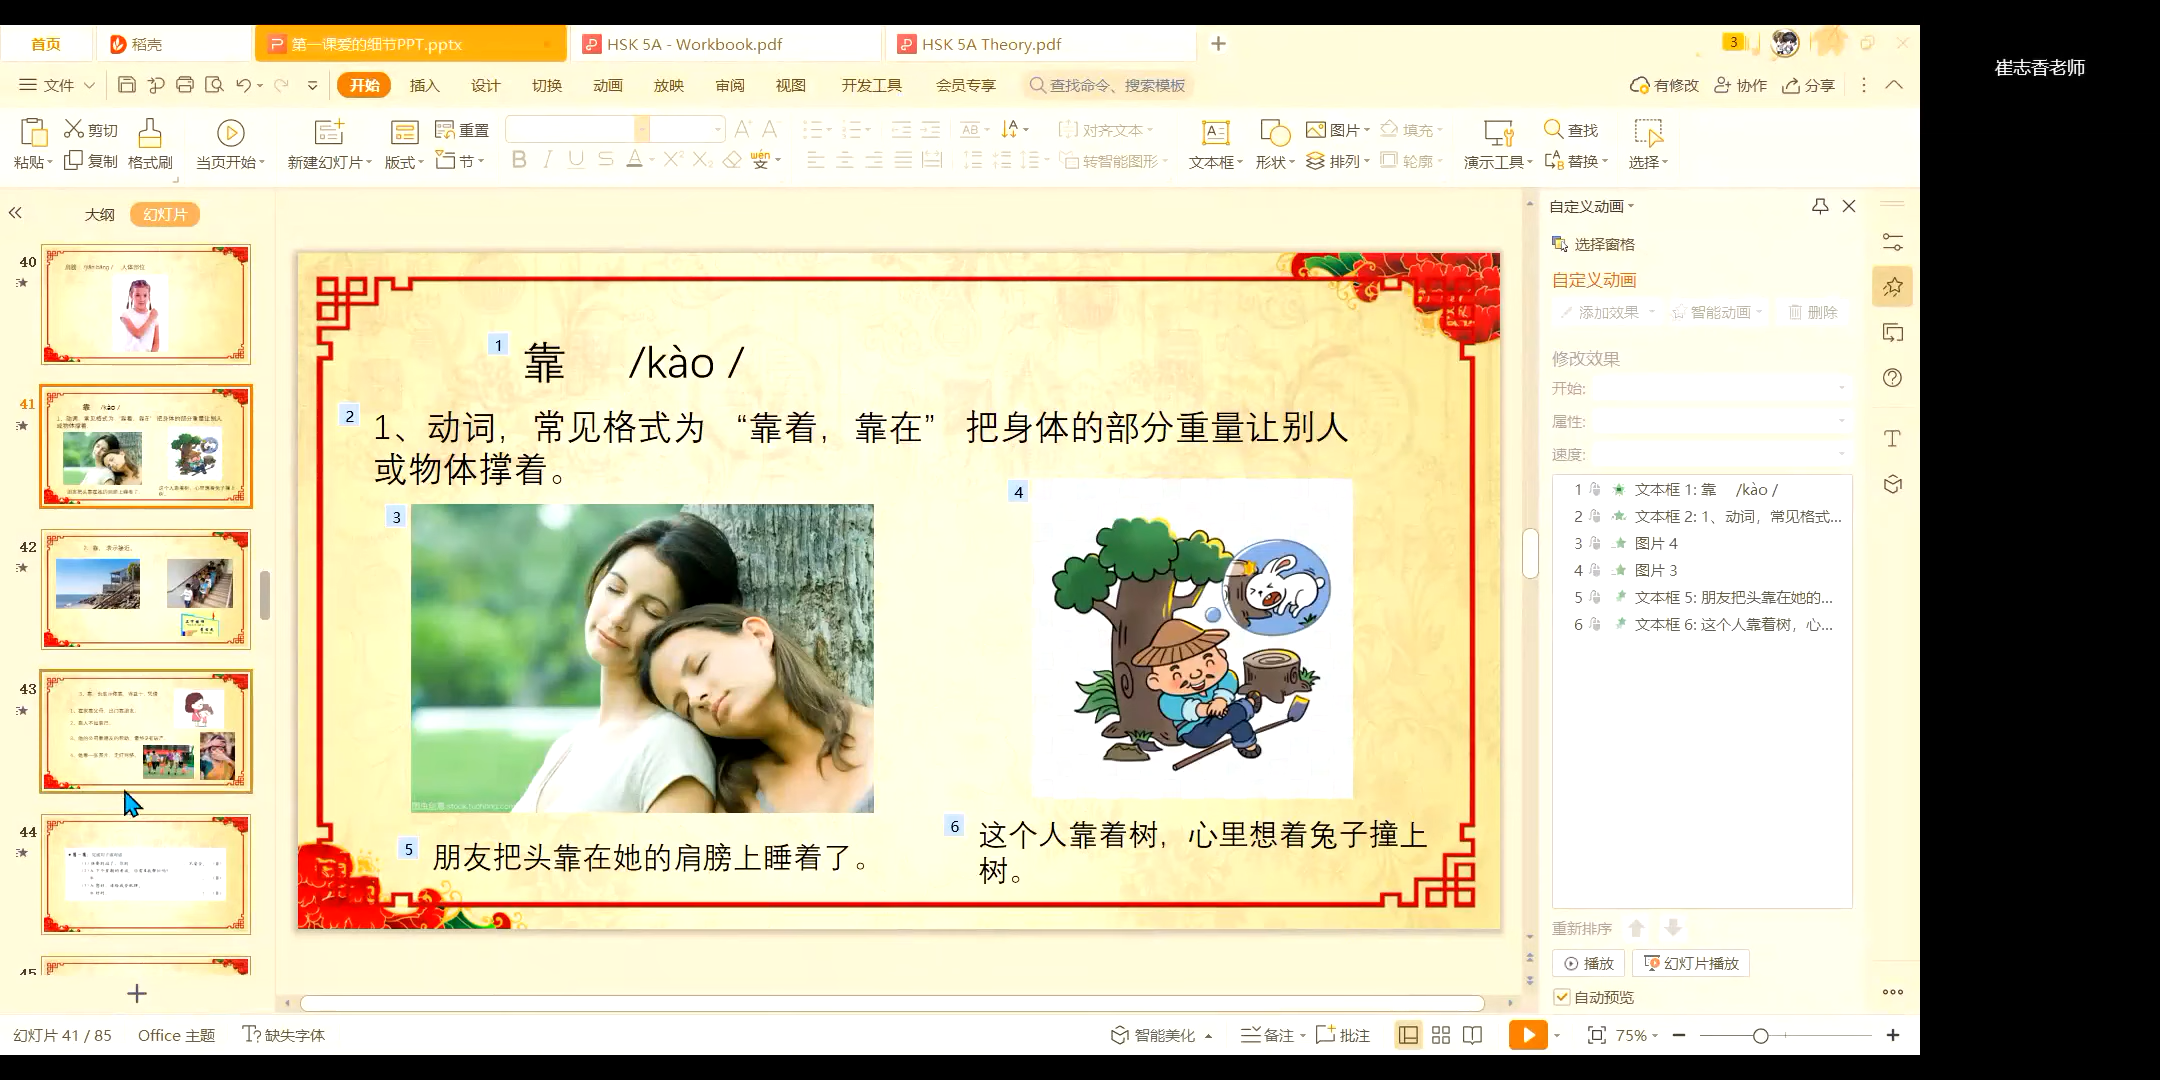 首页
稻壳
第一课爱的细节PPT.pptx
HSK 5A - Workbook.pdf
HSK 5A Theory.pdf
3
崔志香老师
文件
开始
插入
设计
切换
动画
放映
审阅
视图
开发工具
会员专享
查找命令、搜索模板
有修改
协作
分享
粘贴
剪切
复制
格式刷
当页开始
新建幻灯片
版式
重置
节
对齐文本
转智能图形
文本框
形状
图片
排列
填充
轮廓
演示工具
查找
替换
选择
大纲
幻灯片
40
41
42
43
44
45
1
靠 /kào /
2
1、动词，常见格式为 “靠着，靠在” 把身体的部分重量让别人
或物体撑着。
3
4
5
朋友把头靠在她的肩膀上睡着了。
6
这个人靠着树，心里想着兔子撞上
树。
自定义动画
选择窗格
自定义动画
添加效果
智能动画
删除
修改效果
开始:
属性:
速度:
1 文本框 1: 靠 /kào /
2 文本框 2: 1、动词，常见格式...
3 图片 4
4 图片 3
5 文本框 5: 朋友把头靠在她的...
6 文本框 6: 这个人靠着树，心...
重新排序
播放
幻灯片播放
自动预览
幻灯片 41 / 85
Office 主题
缺失字体
智能美化
备注
批注
75%